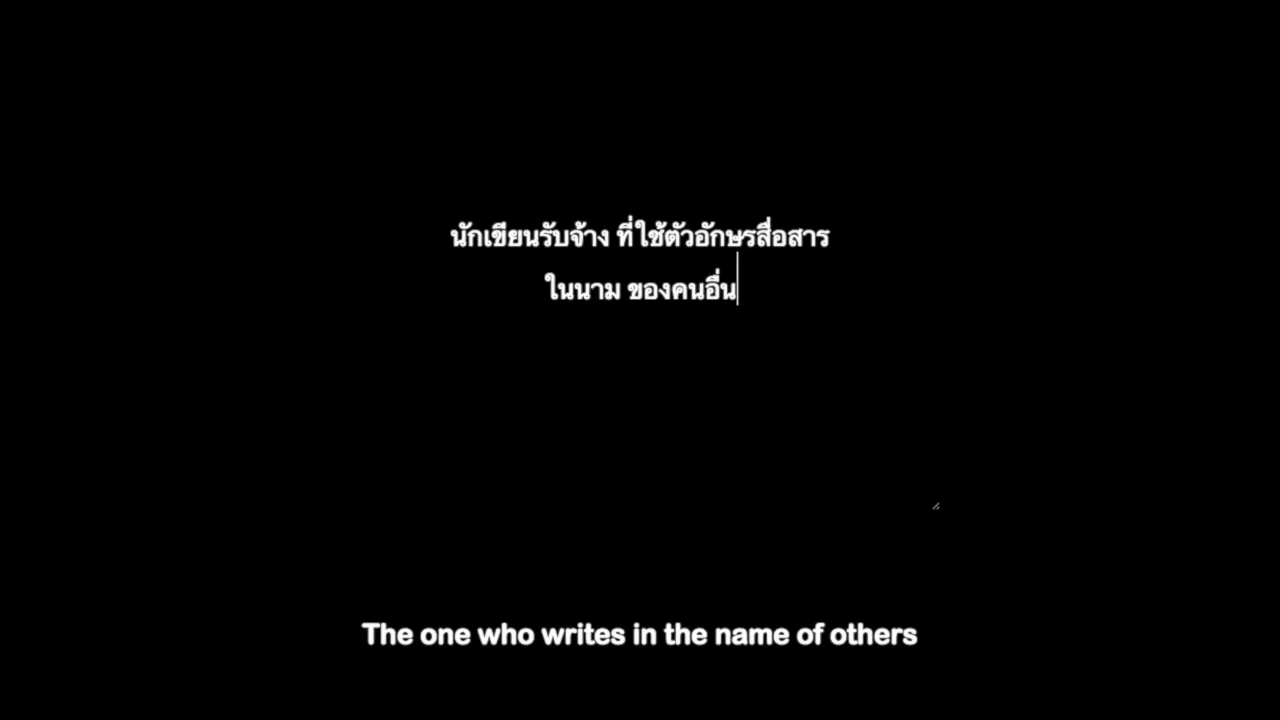 นักเขียนรับจ้าง ที่ใช้ตัวอักษรสื่อสาร
ในนาม ของคนอื่น
The one who writes in the name of others